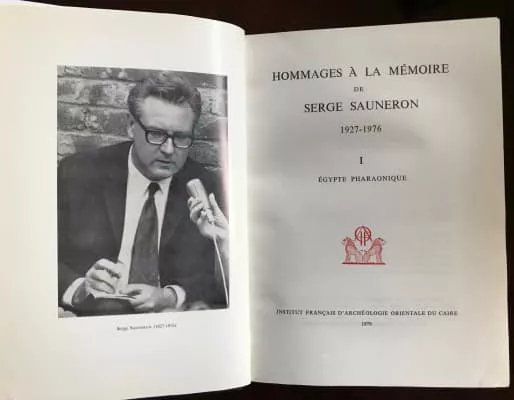 Serge Sauneron (1927-1976)
HOMMAGES À LA MÉMOIRE
DE
SERGE SAUNERON
1927-1976
I
ÉGYPTE PHARAONIQUE
INSTITUT FRANÇAIS D'ARCHÉOLOGIE ORIENTALE DU CAIRE
1979